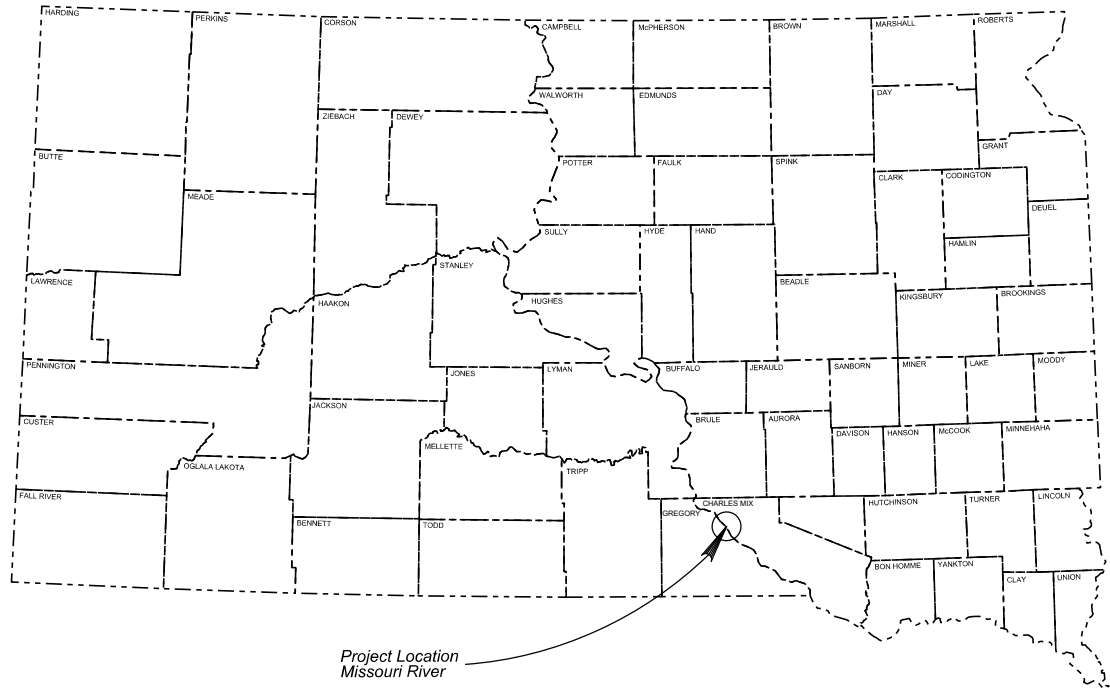 HARDING
PERKINS
CORSON
CAMPBELL
McPHERSON
BROWN
MARSHALL
ROBERTS
WALWORTH
EDMUNDS
DAY
ZIEBACH
DEWEY
GRANT
BUTTE
POTTER
FAULK
SPINK
CLARK
CODINGTON
MEADE
DEUEL
SULLY
HYDE
HAND
HAMLIN
STANLEY
LAWRENCE
BEADLE
HAAKON
HUGHES
KINGSBURY
BROOKINGS
PENNINGTON
JONES
LYMAN
BUFFALO
JERAULD
SANBORN
MINER
LAKE
MOODY
JACKSON
CUSTER
BRULE
AURORA
DAVISON
HANSON
McCOOK
MINNEHAHA
MELLETTE
OGLALA LAKOTA
TRIPP
FALL RIVER
CHARLES MIX
HUTCHINSON
TURNER
LINCOLN
GREGORY
BENNETT
TODD
BON HOMME
YANKTON
CLAY
UNION
Project Location
Missouri River